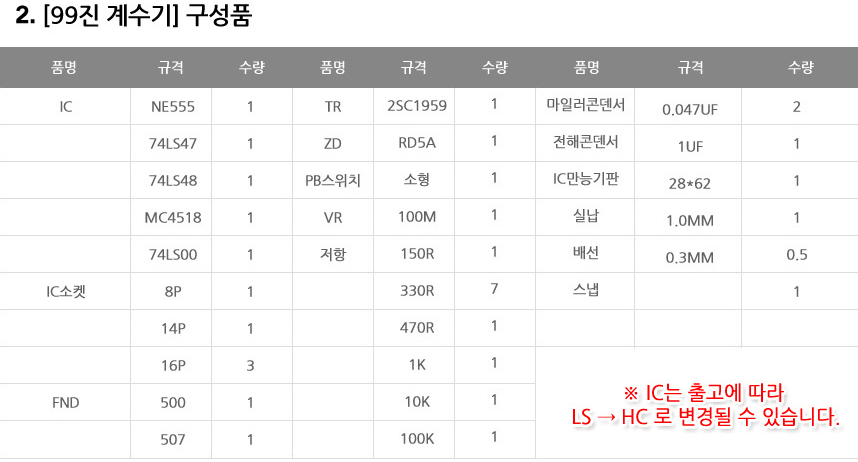 2. [99진 계수기] 구성품
품명 규격 수량 품명 규격 수량 품명 규격 수량
IC NE555 1 TR 2SC1959 1 마일러콘덴서 0.047UF 2
74LS47 1 ZD RD5A 1 전해콘덴서 1UF 1
74LS48 1 PB스위치 소형 1 IC만능기판 28*62 1
MC4518 1 VR 100M 1 실납 1.0MM 1
74LS00 1 저항 150R 1 배선 0.3MM 0.5
IC소켓 8P 1 330R 7 스냅 1
14P 1 470R 1
16P 3 1K 1
FND 500 1 10K 1
507 1 100K 1
※ IC는 출고에 따라
LS → HC 로 변경될 수 있습니다.